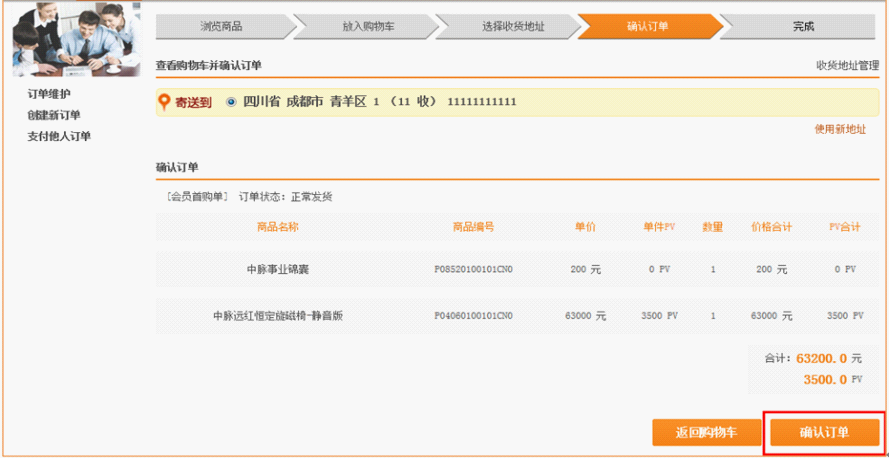 浏览商品 放入购物车 选择收货地址 确认订单 完成
查看购物车并确认订单 收货地址管理
订单维护
创建新订单
支付他人订单
寄送到 四川省 成都市 青羊区 1 (11 收) 11111111111
使用新地址
确认订单
[会员首购单] 订单状态：正常发货
商品名称 商品编号 单价 单件PV 数量 价格合计 PV合计
中脉事业锦囊 P08520100101CN0 200 元 0 PV 1 200 元 0 PV
中脉远红恒定能磁椅-静音版 P04060100101CN0 63000 元 3500 PV 1 63000 元 3500 PV
合计：63200.0 元
3500.0 PV
返回购物车 确认订单